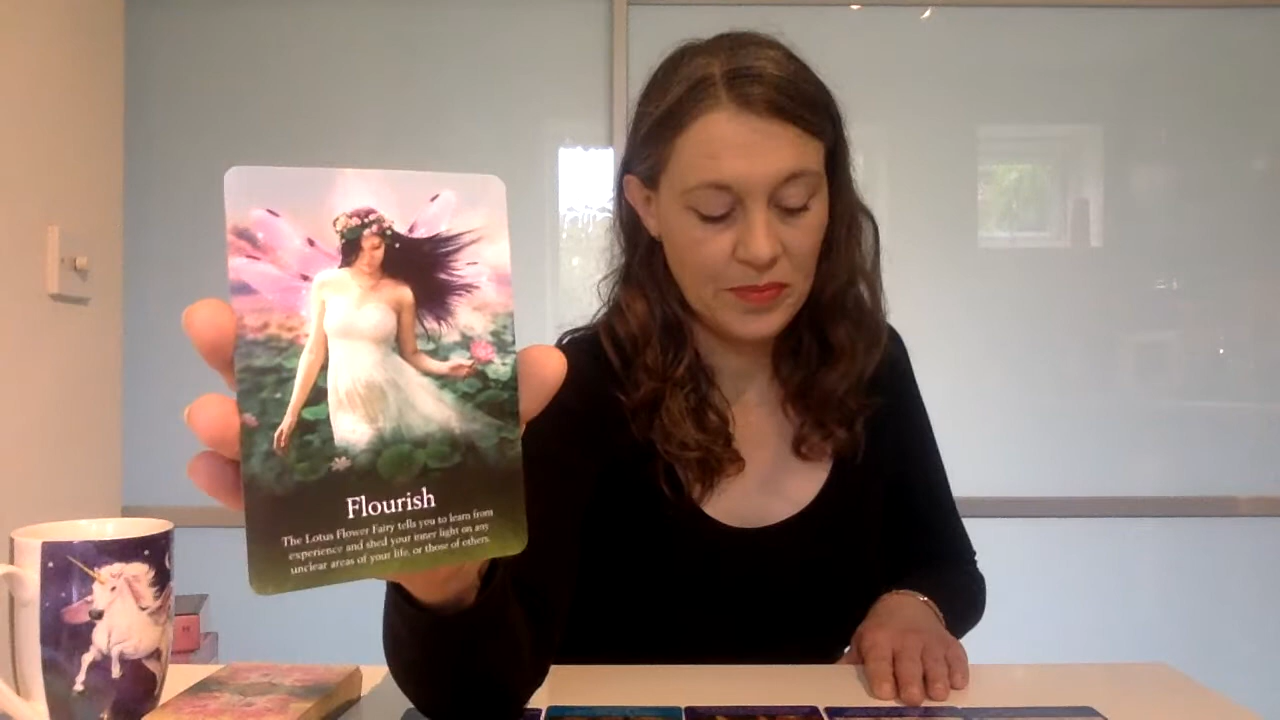 Flourish
The Lotus Flower Fairy tells you to learn from
experience and shed your inner light on any
unclear areas of your life, or those of others.